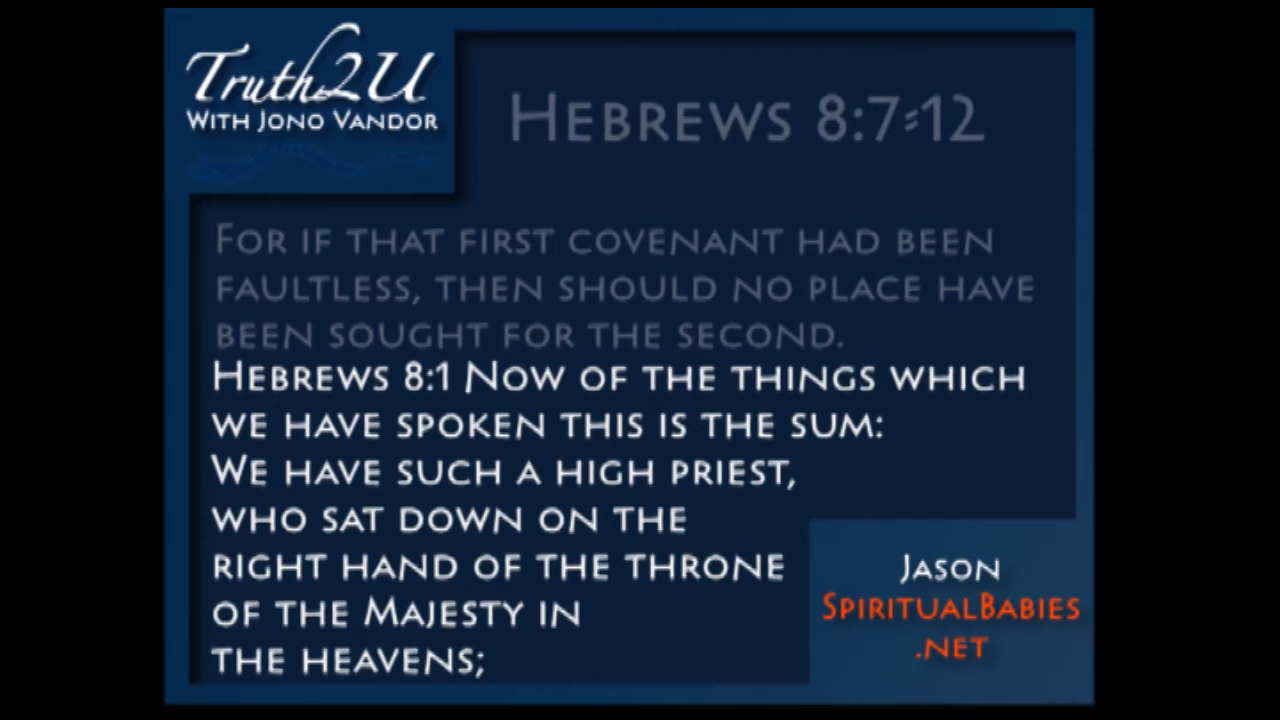 Truth2U
WITH JONO VANDOR
HEBREWS 8:7-12
FOR IF THAT FIRST COVENANT HAD BEEN
FAULTLESS, THEN SHOULD NO PLACE HAVE
BEEN SOUGHT FOR THE SECOND.
HEBREWS 8:1 NOW OF THE THINGS WHICH
WE HAVE SPOKEN THIS IS THE SUM:
WE HAVE SUCH A HIGH PRIEST,
WHO SAT DOWN ON THE
RIGHT HAND OF THE THRONE
OF THE MAJESTY IN
THE HEAVENS;
JASON
SPIRITUALBABIES
.NET